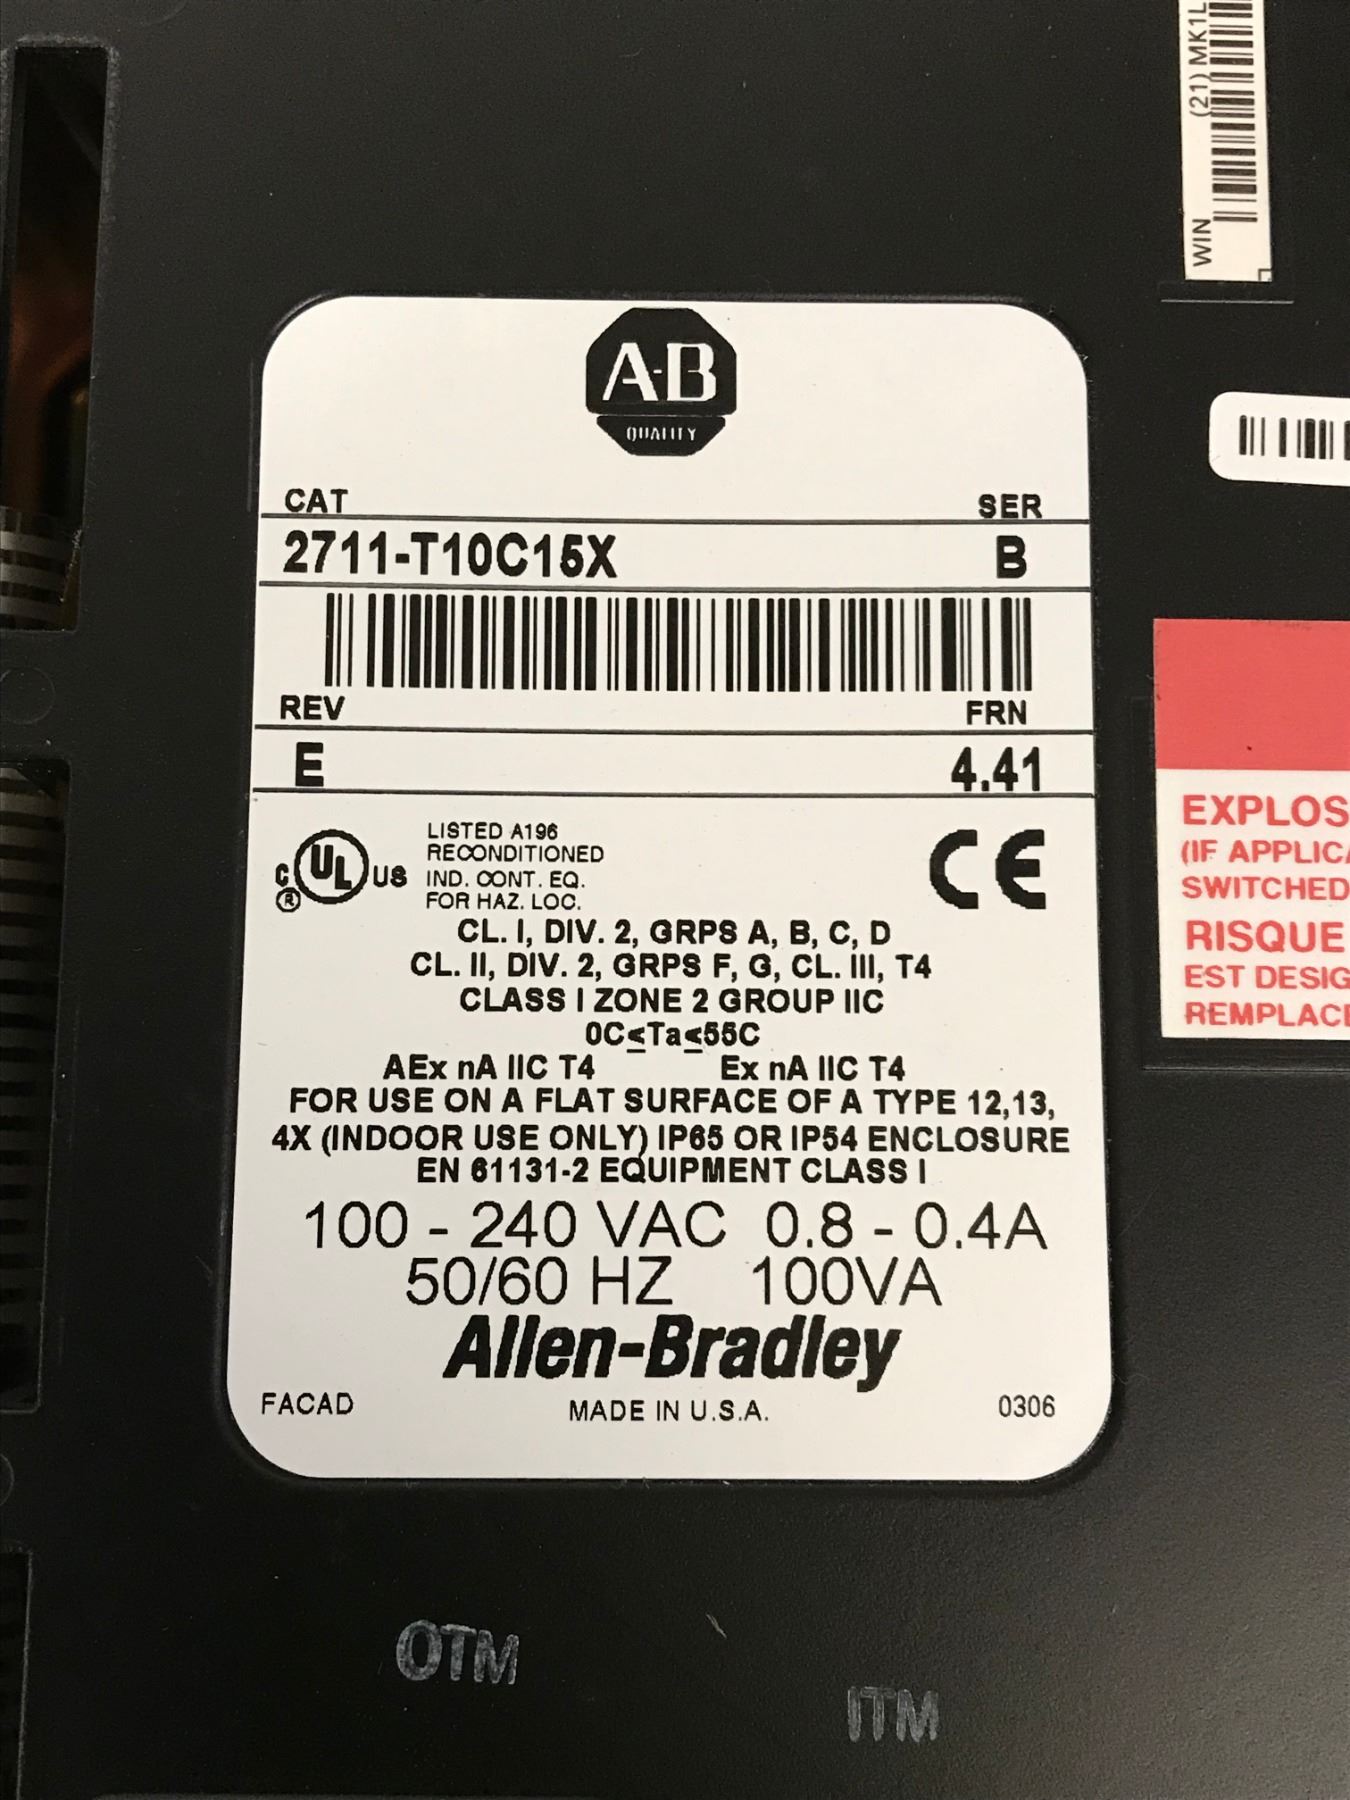 (21) MK1L
WIN
A-B
QUALITY
CAT SER
2711-T10C15X B
REV FRN
E 4.41
C UL US ®
LISTED A196
RECONDITIONED
IND. CONT. EQ.
FOR HAZ. LOC.
CE
CL. I, DIV. 2, GRPS A, B, C, D
CL. II, DIV. 2, GRPS F, G, CL. III, T4
CLASS I ZONE 2 GROUP IIC
0C≤Ta≤55C
AEx nA IIC T4 Ex nA IIC T4
FOR USE ON A FLAT SURFACE OF A TYPE 12,13,
4X (INDOOR USE ONLY) IP65 OR IP54 ENCLOSURE
EN 61131-2 EQUIPMENT CLASS I
100 - 240 VAC 0.8 - 0.4A
50/60 HZ 100VA
Allen-Bradley
FACAD MADE IN U.S.A. 0306
EXPLOS
(IF APPLICA
SWITCHED
RISQUE
EST DESIG
REMPLACE
OTM
ITM